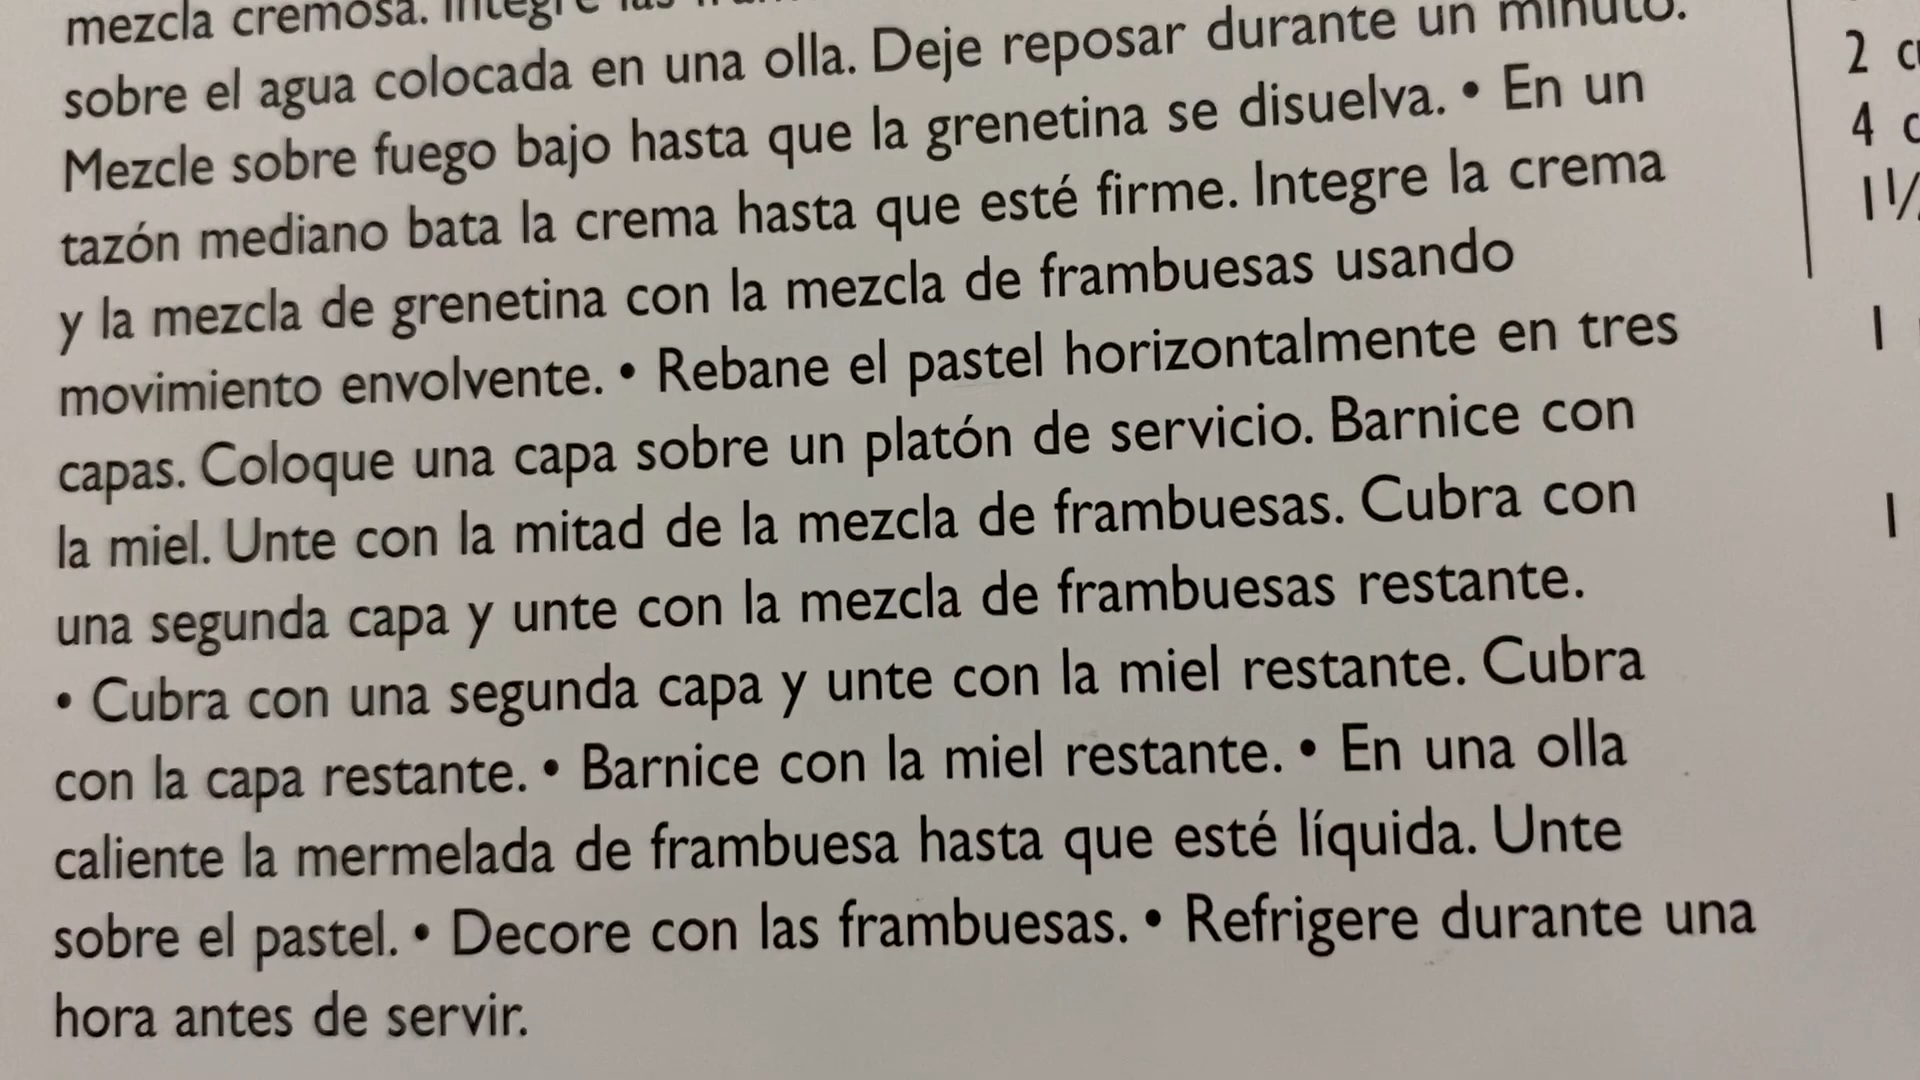 mezcla cremosa. Integre las
sobre el agua colocada en una olla. Deje reposar durante un minuto.
Mezcle sobre fuego bajo hasta que la grenetina se disuelva. • En un
tazón mediano bata la crema hasta que esté firme. Integre la crema
y la mezcla de grenetina con la mezcla de frambuesas usando
movimiento envolvente. • Rebane el pastel horizontalmente en tres
capas. Coloque una capa sobre un platón de servicio. Barnice con
la miel. Unte con la mitad de la mezcla de frambuesas. Cubra con
una segunda capa y unte con la mezcla de frambuesas restante.
• Cubra con una segunda capa y unte con la miel restante. Cubra
con la capa restante. • Barnice con la miel restante. • En una olla
caliente la mermelada de frambuesa hasta que esté líquida. Unte
sobre el pastel. • Decore con las frambuesas. • Refrigere durante una
hora antes de servir.
2
4
1
1